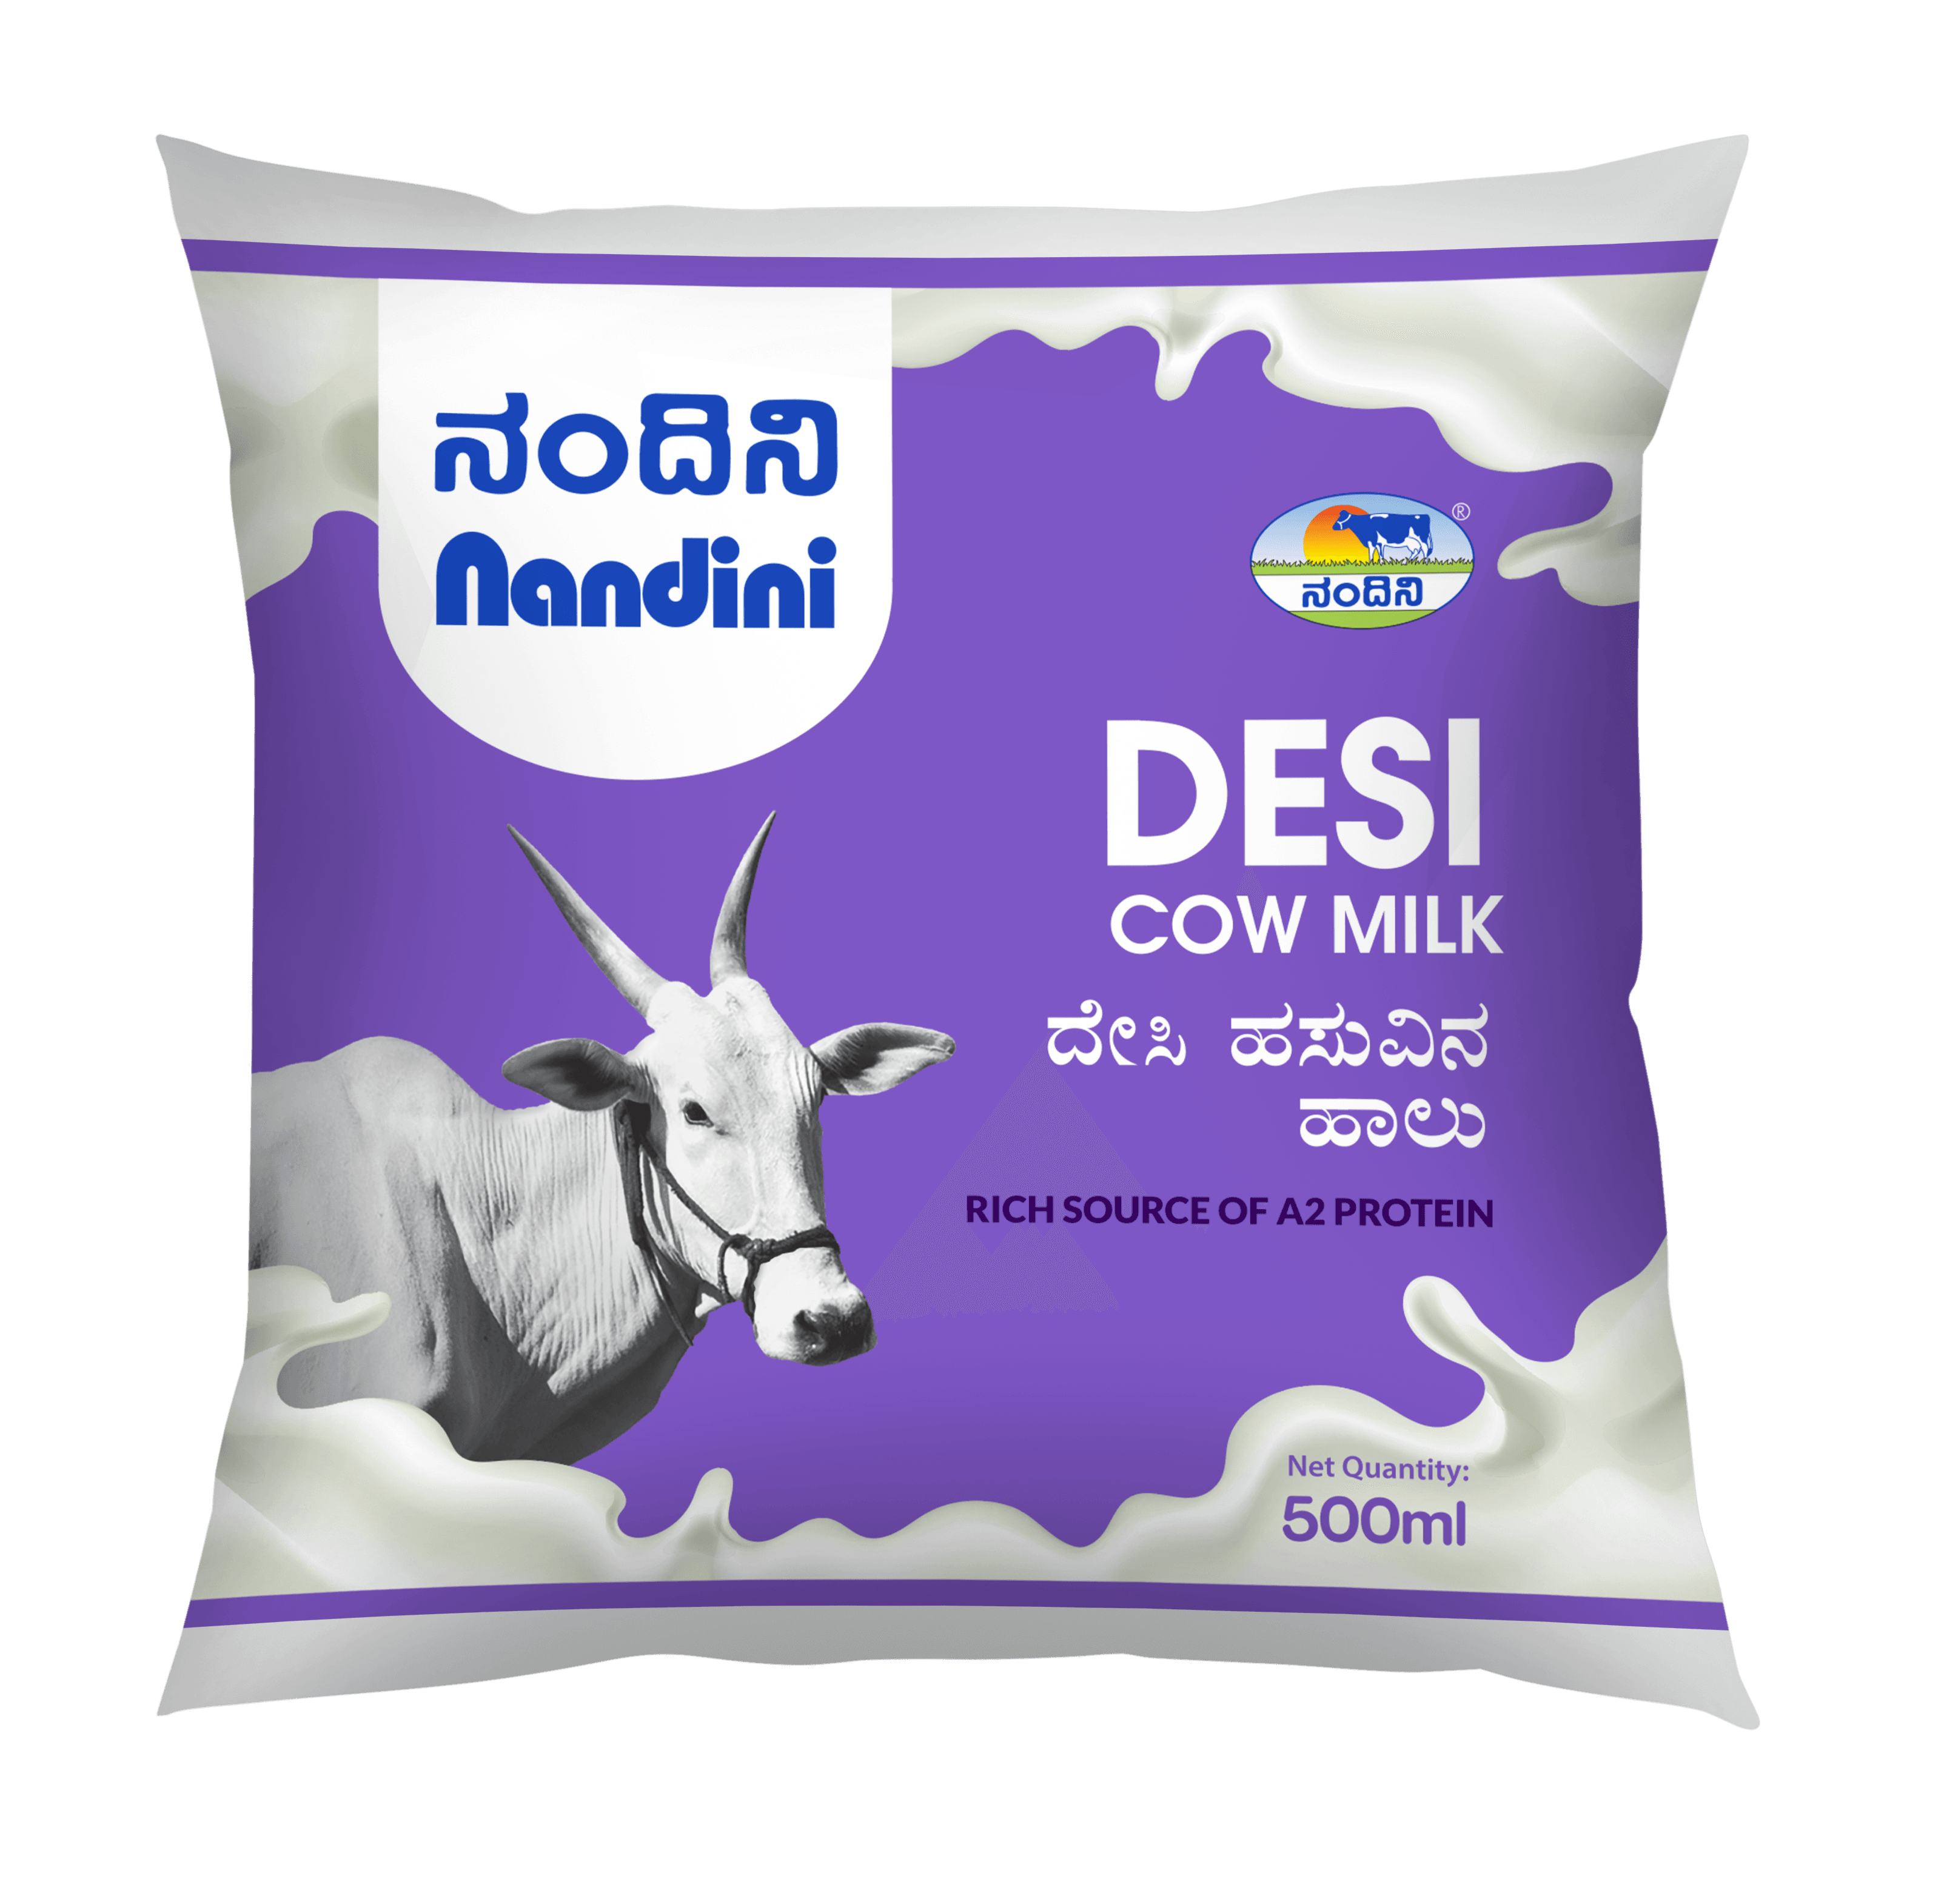 ನಂದಿನಿ
nandini
®
ನಂದಿನಿ
DESI
COW MILK
ದೇಸಿ ಹಸುವಿನ
ಹಾಲು
RICH SOURCE OF A2 PROTEIN
Net Quantity:
500ml